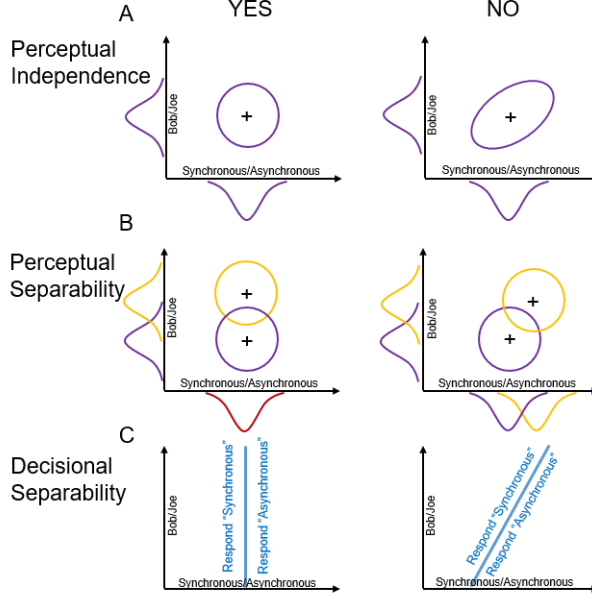 A
YES
NO
Perceptual
Independence
Bob/Joe
Synchronous/Asynchronous
Bob/Joe
Synchronous/Asynchronous
B
Perceptual
Separability
Bob/Joe
Synchronous/Asynchronous
Bob/Joe
Synchronous/Asynchronous
C
Decisional
Separability
Bob/Joe
Respond “Synchronous”
Respond “Asynchronous”
Synchronous/Asynchronous
Bob/Joe
Respond “Synchronous”
Respond “Asynchronous”
Synchronous/Asynchronous